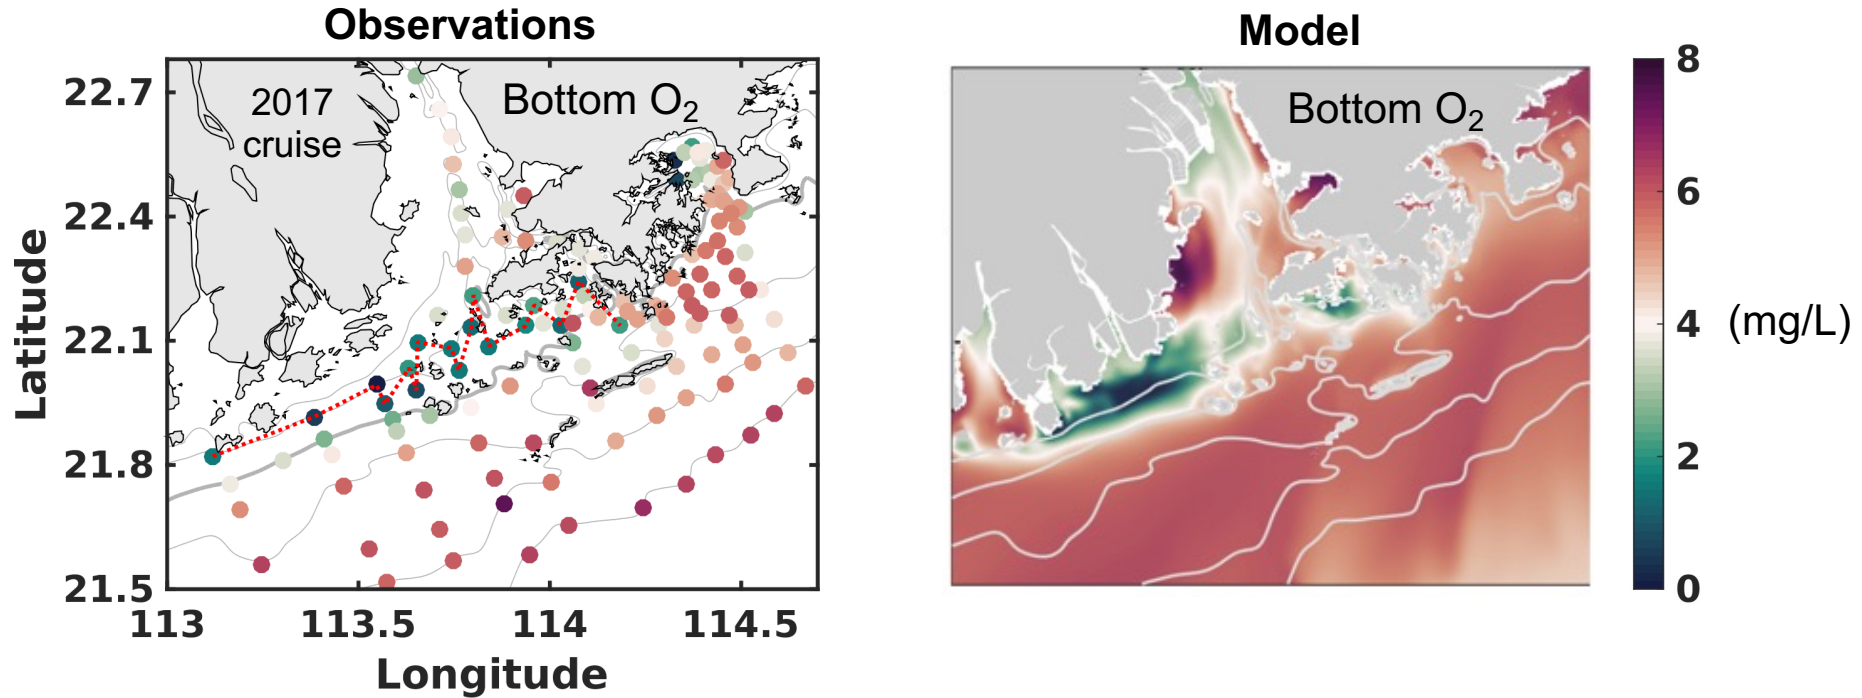 Observations
2017
cruise
Bottom O₂
22.7
22.4
22.1
21.8
21.5
Latitude
113
113.5
114
114.5
Longitude
Model
Bottom O₂
8
6
4
2
0
(mg/L)